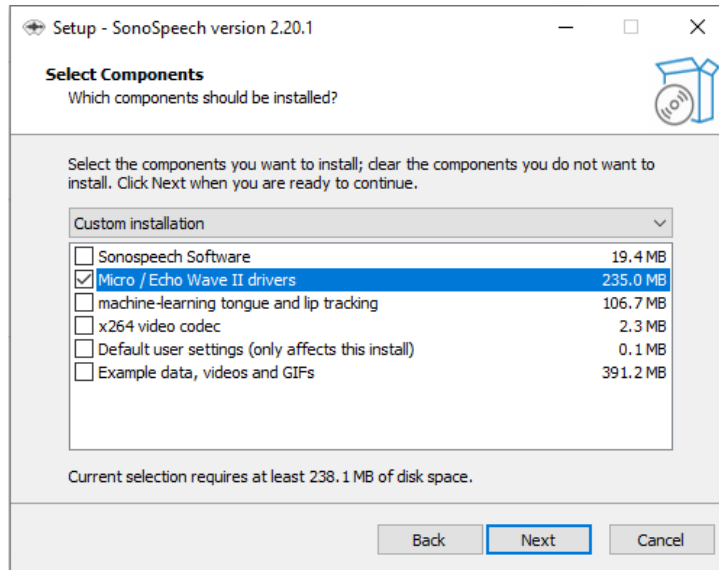 Setup - SonoSpeech version 2.20.1
Select Components
Which components should be installed?
Select the components you want to install; clear the components you do not want to
install. Click Next when you are ready to continue.
Custom installation
Sonospeech Software 19.4 MB
Micro / Echo Wave II drivers 235.0 MB
machine-learning tongue and lip tracking 106.7 MB
x264 video codec 2.3 MB
Default user settings (only affects this install) 0.1 MB
Example data, videos and GIFs 391.2 MB
Current selection requires at least 238.1 MB of disk space.
Back Next Cancel